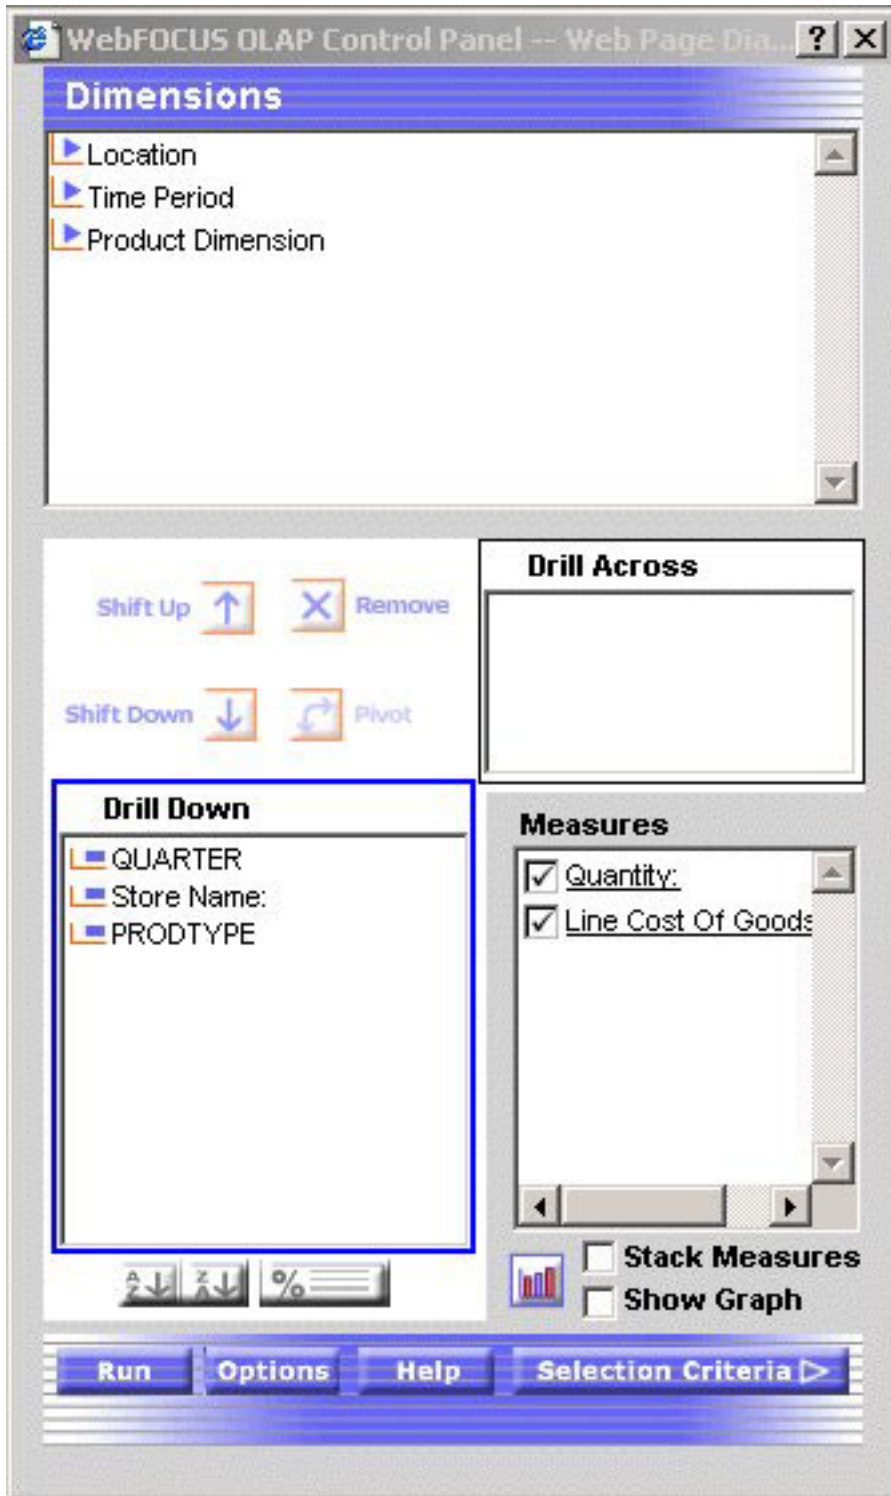 WebFOCUS OLAP Control Panel -- Web Page Dia...
Dimensions
Location
Time Period
Product Dimension
Shift Up
Remove
Shift Down
Pivot
Drill Across
Drill Down
QUARTER
Store Name:
PRODTYPE
Measures
Quantity:
Line Cost Of Goods
Stack Measures
Show Graph
Run Options Help Selection Criteria